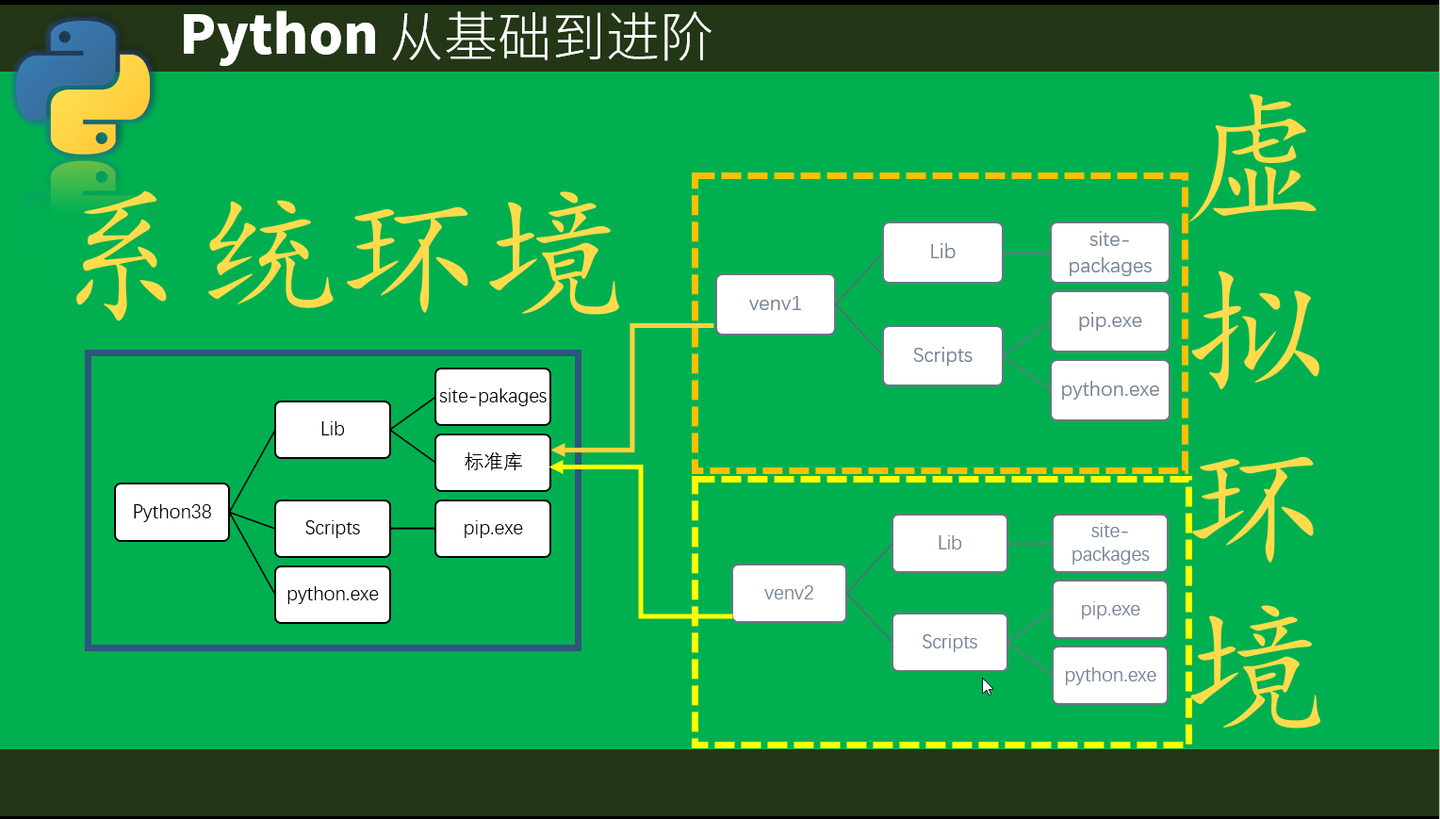 Python 从基础到进阶
系统环境
Python38
Lib
Scripts
python.exe
site-pakages
标准库
pip.exe
虚
拟
环
境
venv1
Lib
Scripts
site-
packages
pip.exe
python.exe
venv2
Lib
Scripts
site-
packages
pip.exe
python.exe